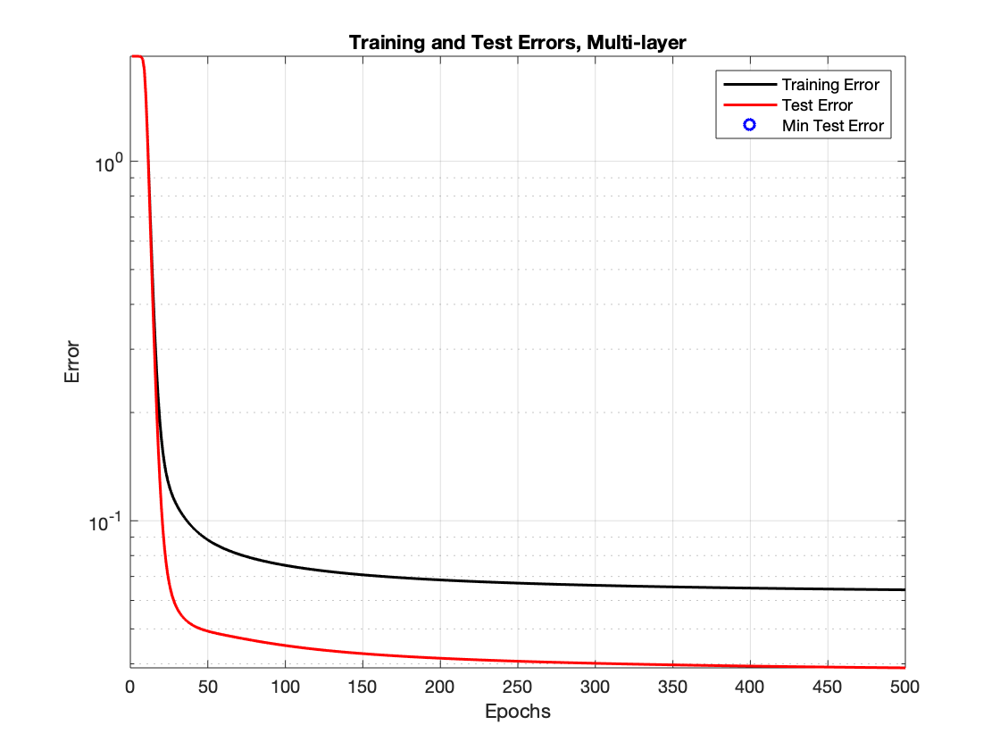 Training and Test Errors, Multi-layer
Training Error
Test Error
Min Test Error
10^0
10^-1
Error
0 50 100 150 200 250 300 350 400 450 500
Epochs